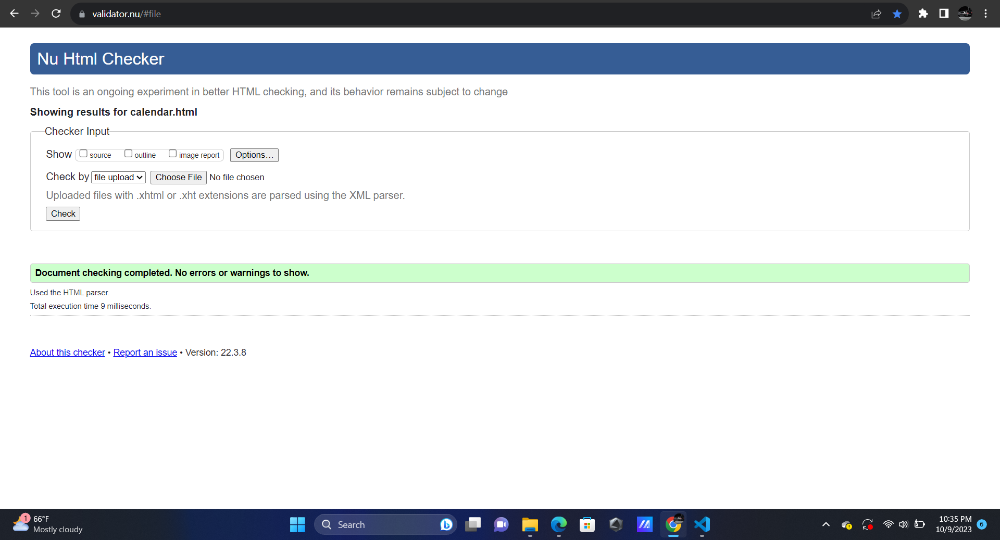 validator.nu/#file
Nu Html Checker
This tool is an ongoing experiment in better HTML checking, and its behavior remains subject to change
Showing results for calendar.html
Checker Input
Show source outline image report Options…
Check by file upload Choose File No file chosen
Uploaded files with .xhtml or .xht extensions are parsed using the XML parser.
Check
Document checking completed. No errors or warnings to show.
Used the HTML parser.
Total execution time 9 milliseconds.
About this checker • Report an issue • Version: 22.3.8
1
66°F
Mostly cloudy
Search
10:35 PM
10/9/2023
6